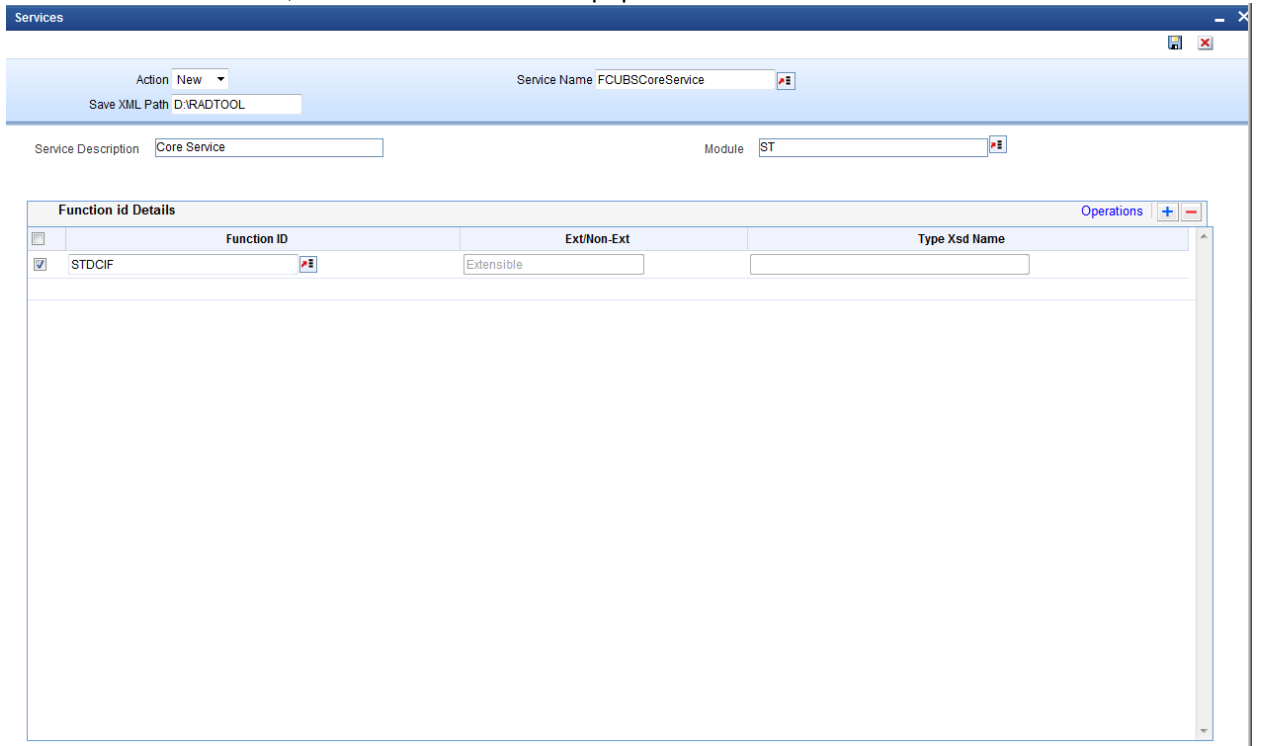 Services
Action New
Service Name FCUBSCoreService
Save XML Path D:\RADTOOL
Service Description Core Service
Module ST
Function id Details
Operations
Function ID Ext/Non-Ext Type Xsd Name
STDCIF Extensible